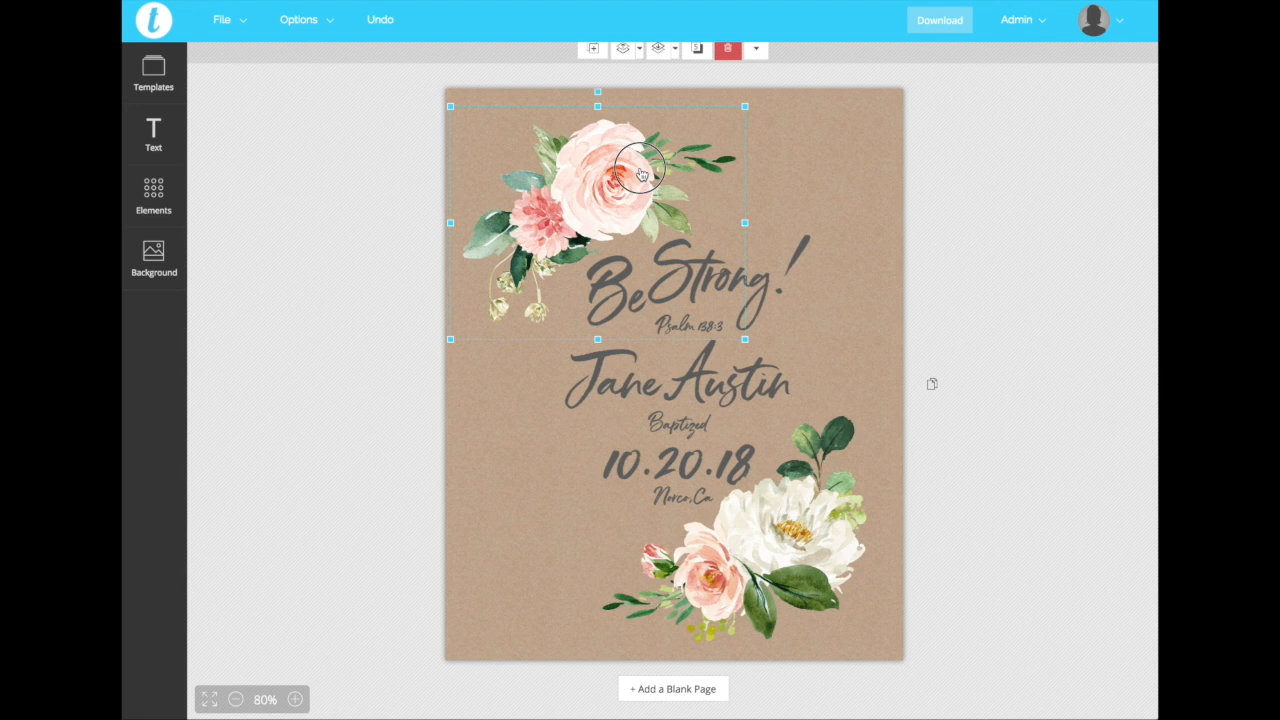 t File Options Undo Download Admin
Templates
Text
Elements
Background
Be Strong!
Psalm 138:3
Jane Austin
Baptized
10.20.18
Norco, Ca
+ Add a Blank Page
80%